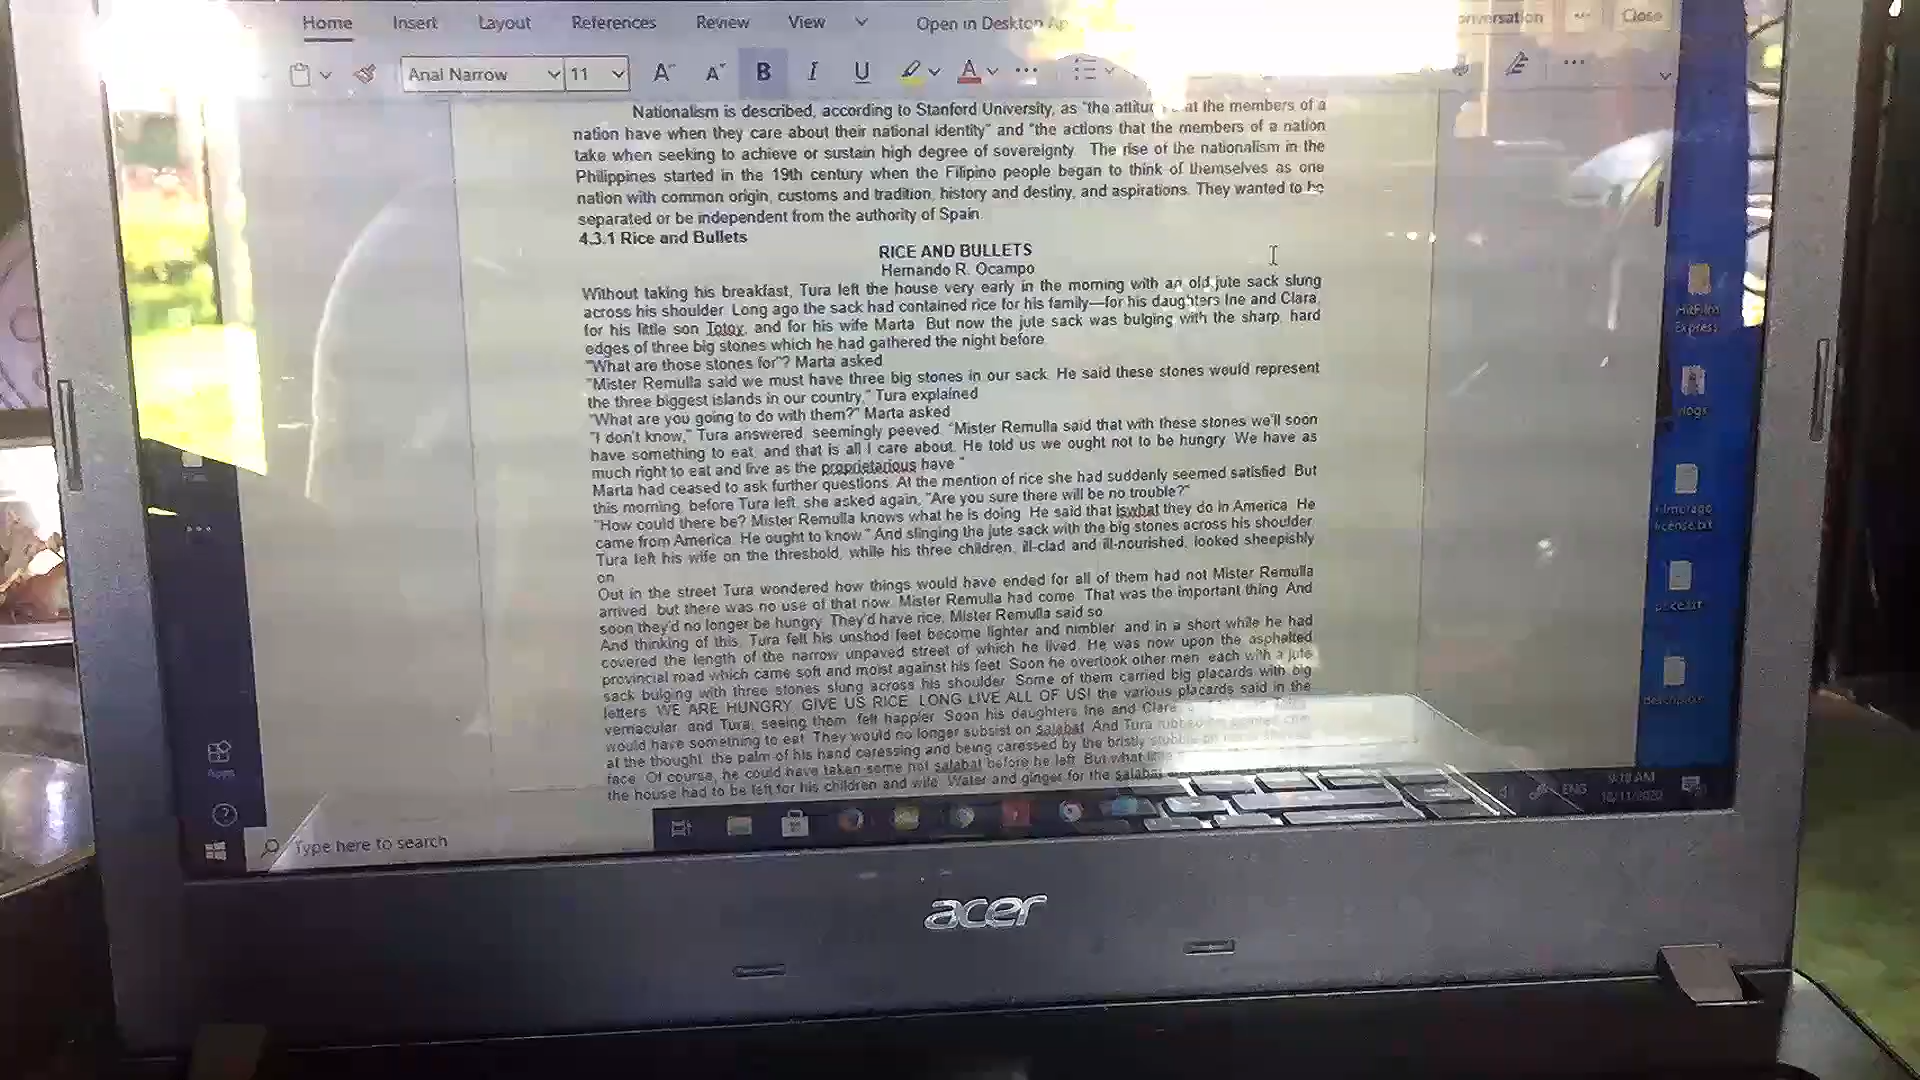 Home Insert Layout References Review View Open in Desktop Ap
onversation Close
Arial Narrow 11 A A B I U A
Nationalism is described, according to Stanford University, as "the attitu at the members of a
nation have when they care about their national identity" and "the actions that the members of a nation
take when seeking to achieve or sustain high degree of sovereignty. The rise of the nationalism in the
Philippines started in the 19th century when the Filipino people began to think of themselves as one
nation with common origin, customs and tradition, history and destiny, and aspirations. They wanted to be
separated or be independent from the authority of Spain.
4.3.1 Rice and Bullets
RICE AND BULLETS
Hernando R. Ocampo
Without taking his breakfast, Tura left the house very early in the morning with an old jute sack slung
across his shoulder. Long ago the sack had contained rice for his family—for his daughters Ine and Clara,
for his little son Totoy, and for his wife Marta. But now the jute sack was bulging with the sharp, hard
edges of three big stones which he had gathered the night before.
"What are those stones for"? Marta asked.
"Mister Remulla said we must have three big stones in our sack. He said these stones would represent
the three biggest islands in our country," Tura explained
"What are you going to do with them?" Marta asked
"I don't know," Tura answered, seemingly peeved. "Mister Remulla said that with these stones we'll soon
have something to eat, and that is all I care about. He told us we ought not to be hungry. We have as
much right to eat and live as the proprietarious have."
Marta had ceased to ask further questions. At the mention of rice she had suddenly seemed satisfied. But
this morning, before Tura left, she asked again, "Are you sure there will be no trouble?"
"How could there be? Mister Remulla knows what he is doing. He said that iswhat they do in America. He
came from America. He ought to know." And slinging the jute sack with the big stones across his shoulder,
Tura left his wife on the threshold, while his three children, ill-clad and ill-nourished, looked sheepishly
on.
Out in the street Tura wondered how things would have ended for all of them had not Mister Remulla
arrived, but there was no use of that now. Mister Remulla had come. That was the important thing. And
soon they'd no longer be hungry. They'd have rice, Mister Remulla said so.
And thinking of this, Tura felt his unshod feet become lighter and nimbler, and in a short while he had
covered the length of the narrow unpaved street of which he lived. He was now upon the asphalted
provincial road which came soft and moist against his feet. Soon he overtook other men, each with a jute
sack bulging with three stones slung across his shoulder. Some of them carried big placards with big
letters: WE ARE HUNGRY. GIVE US RICE. LONG LIVE ALL OF US! the various placards said in the
vernacular, and Tura, seeing them, felt happier. Soon his daughters Ine and Clare
would have something to eat. They would no longer subsist on salabat. And Tura rubbed
at the thought, the palm of his hand caressing and being caressed by the bristly stubble
face. Of course, he could have taken some hot salabat before he left. But what
the house had to be left for his children and wife. Water and ginger for the salabat
HitFilm
Express
vlogs
license.txt
Apps
Type here to search
ENG
9:18 AM
10/11/2020
acer